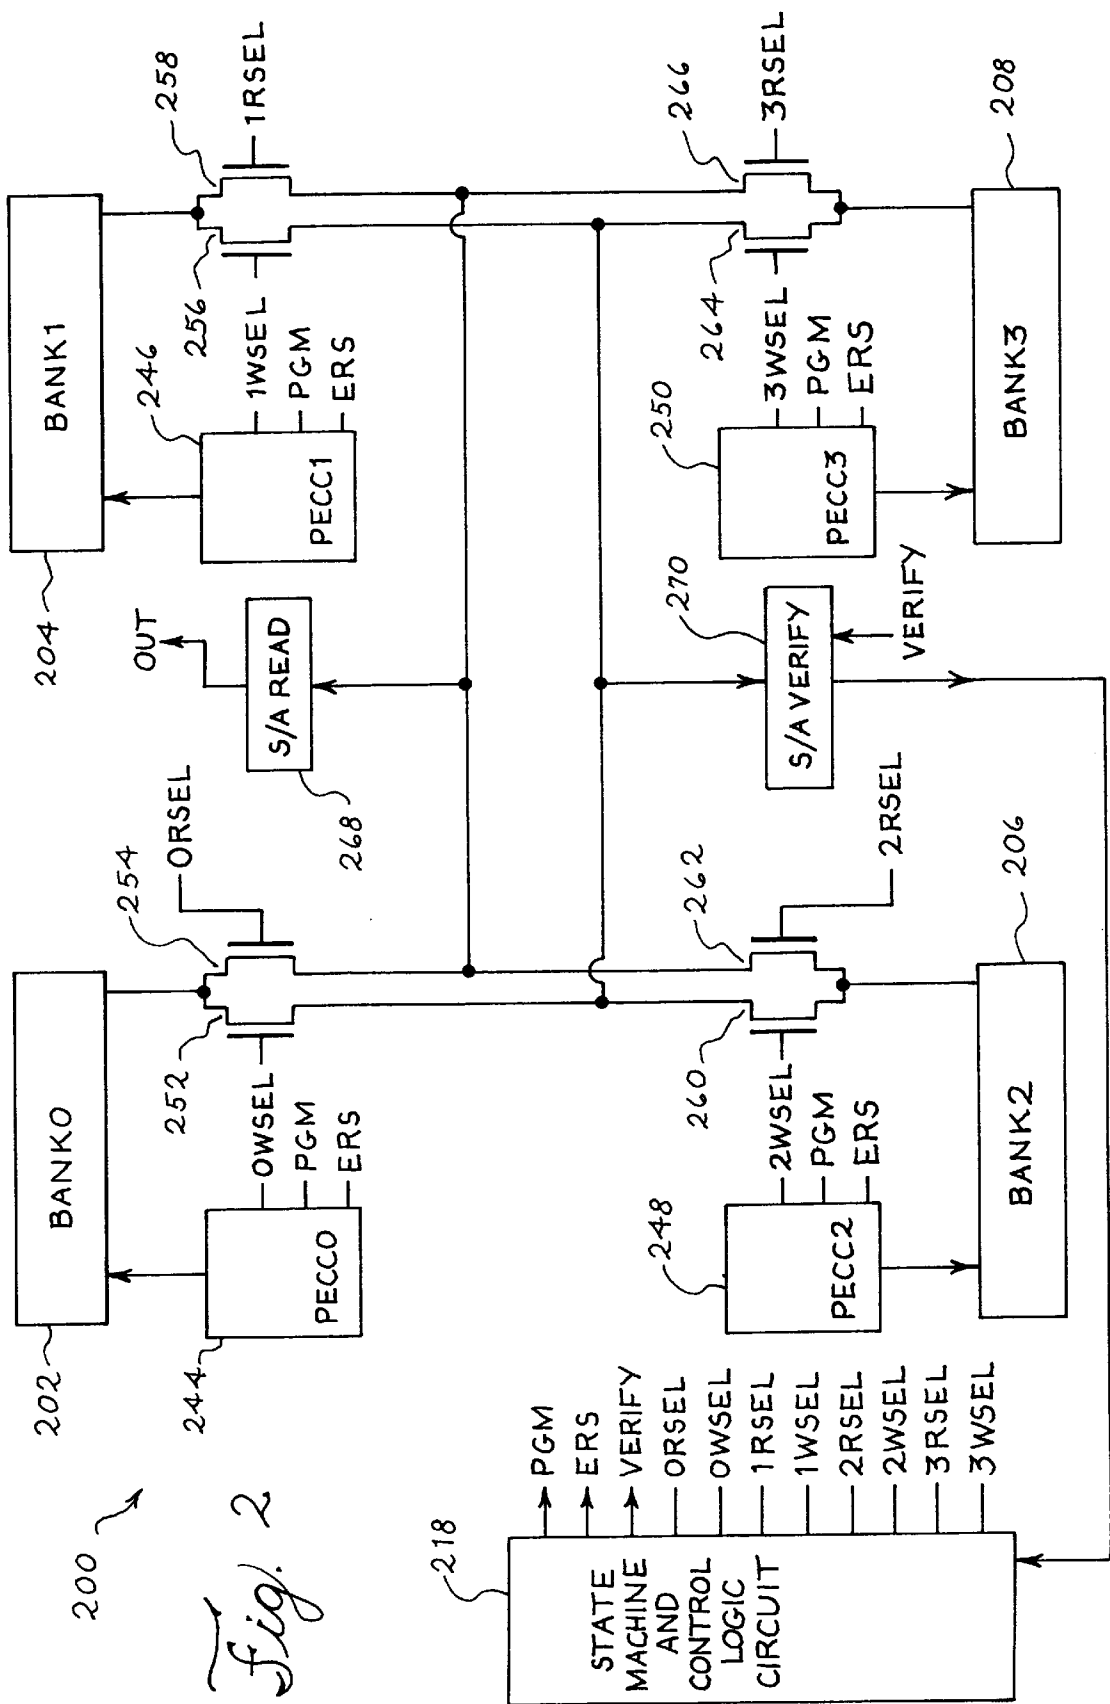 200
Fig. 2
202
BANK0
204
BANK1
244
PECC0
0WSEL
PGM
ERS
252
254
0RSEL
OUT
S/A READ
268
246
PECC1
1WSEL
PGM
ERS
256
258
1RSEL
218
STATE
MACHINE
AND
CONTROL
LOGIC
CIRCUIT
PGM
ERS
VERIFY
0RSEL
0WSEL
1RSEL
1WSEL
2RSEL
2WSEL
3RSEL
3WSEL
248
PECC2
2WSEL
PGM
ERS
260
262
2RSEL
270
S/A VERIFY
VERIFY
250
PECC3
3WSEL
PGM
ERS
264
266
3RSEL
BANK2
206
BANK3
208